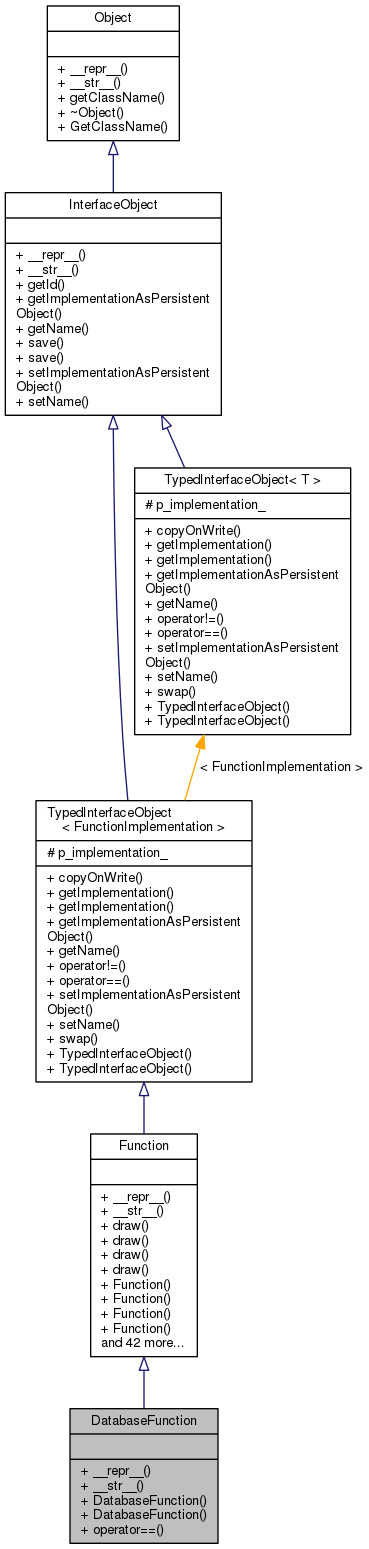 Object
+ __repr__()
+ __str__()
+ getClassName()
+ ~Object()
+ GetClassName()
InterfaceObject
+ __repr__()
+ __str__()
+ getId()
+ getImplementationAsPersistent
Object()
+ getName()
+ save()
+ save()
+ setImplementationAsPersistent
Object()
+ setName()
TypedInterfaceObject< T >
# p_implementation_
+ copyOnWrite()
+ getImplementation()
+ getImplementation()
+ getImplementationAsPersistent
Object()
+ getName()
+ operator!=()
+ operator==()
+ setImplementationAsPersistent
Object()
+ setName()
+ swap()
+ TypedInterfaceObject()
+ TypedInterfaceObject()
< FunctionImplementation >
TypedInterfaceObject
< FunctionImplementation >
# p_implementation_
+ copyOnWrite()
+ getImplementation()
+ getImplementation()
+ getImplementationAsPersistent
Object()
+ getName()
+ operator!=()
+ operator==()
+ setImplementationAsPersistent
Object()
+ setName()
+ swap()
+ TypedInterfaceObject()
+ TypedInterfaceObject()
Function
+ __repr__()
+ __str__()
+ draw()
+ draw()
+ draw()
+ draw()
+ Function()
+ Function()
+ Function()
+ Function()
and 42 more...
DatabaseFunction
+ __repr__()
+ __str__()
+ DatabaseFunction()
+ DatabaseFunction()
+ operator==()